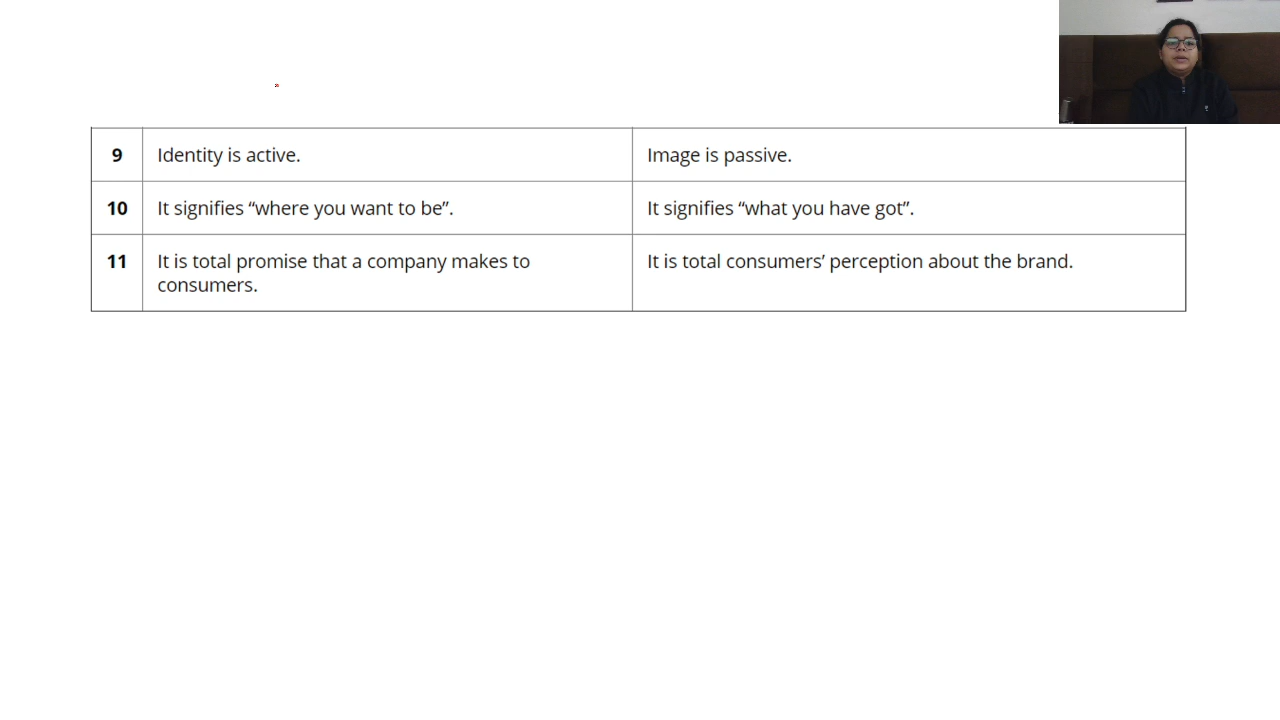 9 Identity is active. Image is passive.
10 It signifies “where you want to be”. It signifies “what you have got”.
11 It is total promise that a company makes to It is total consumers’ perception about the brand.
consumers.